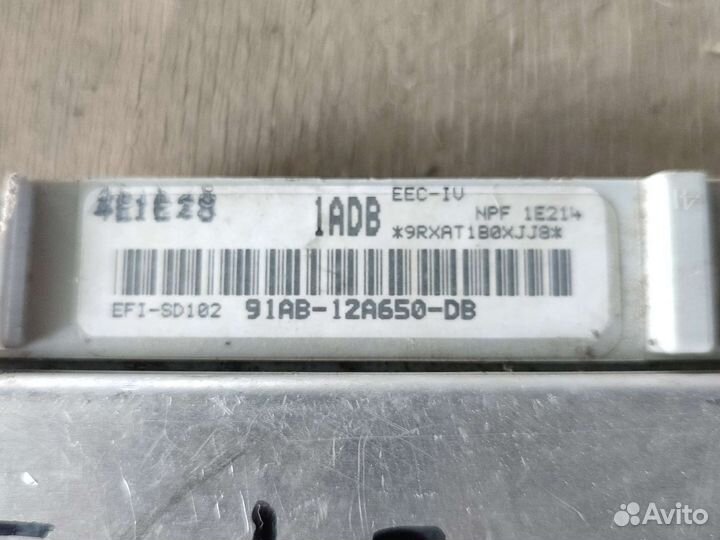 4E1E28
1ADB
EEC-IV
NPF 1E214
*9RXAT1B0XJJ8*
EFI-SD102 91AB-12A650-DB
Avito